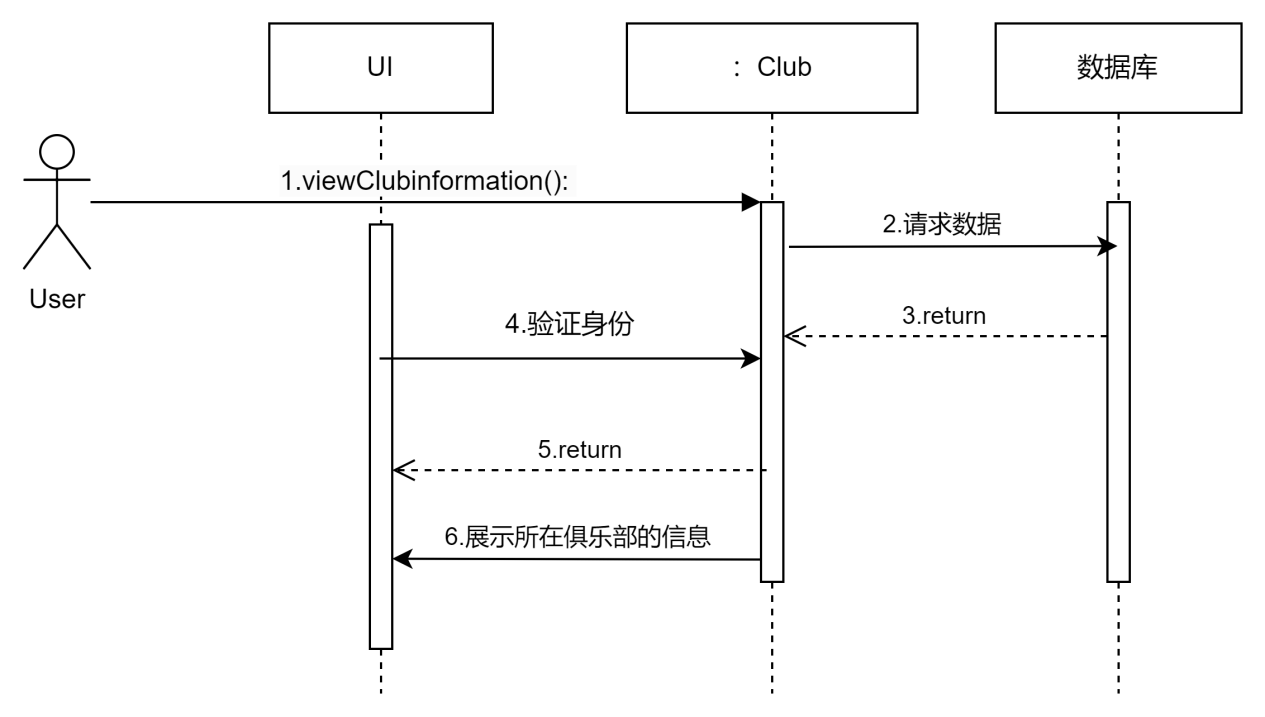 UI
： Club
数据库
1.viewClubinformation():
2.请求数据
User
3.return
4.验证身份
5.return
6.展示所在俱乐部的信息